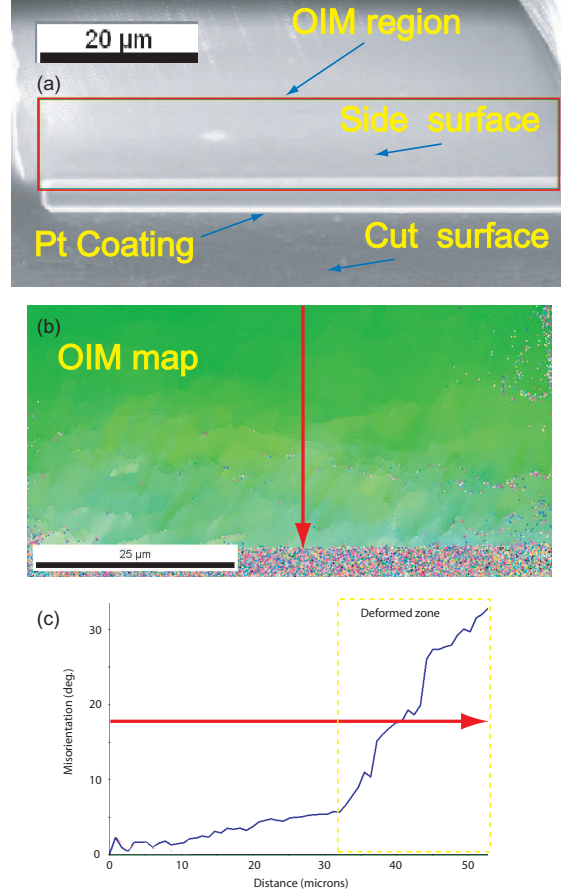 20 µm
OIM region
(a)
Side surface
Pt Coating
Cut surface
(b)
OIM map
25 µm
(c)
Deformed zone
30
20
10
0
Misorientation (deg.)
0 10 20 30 40 50
Distance (microns)